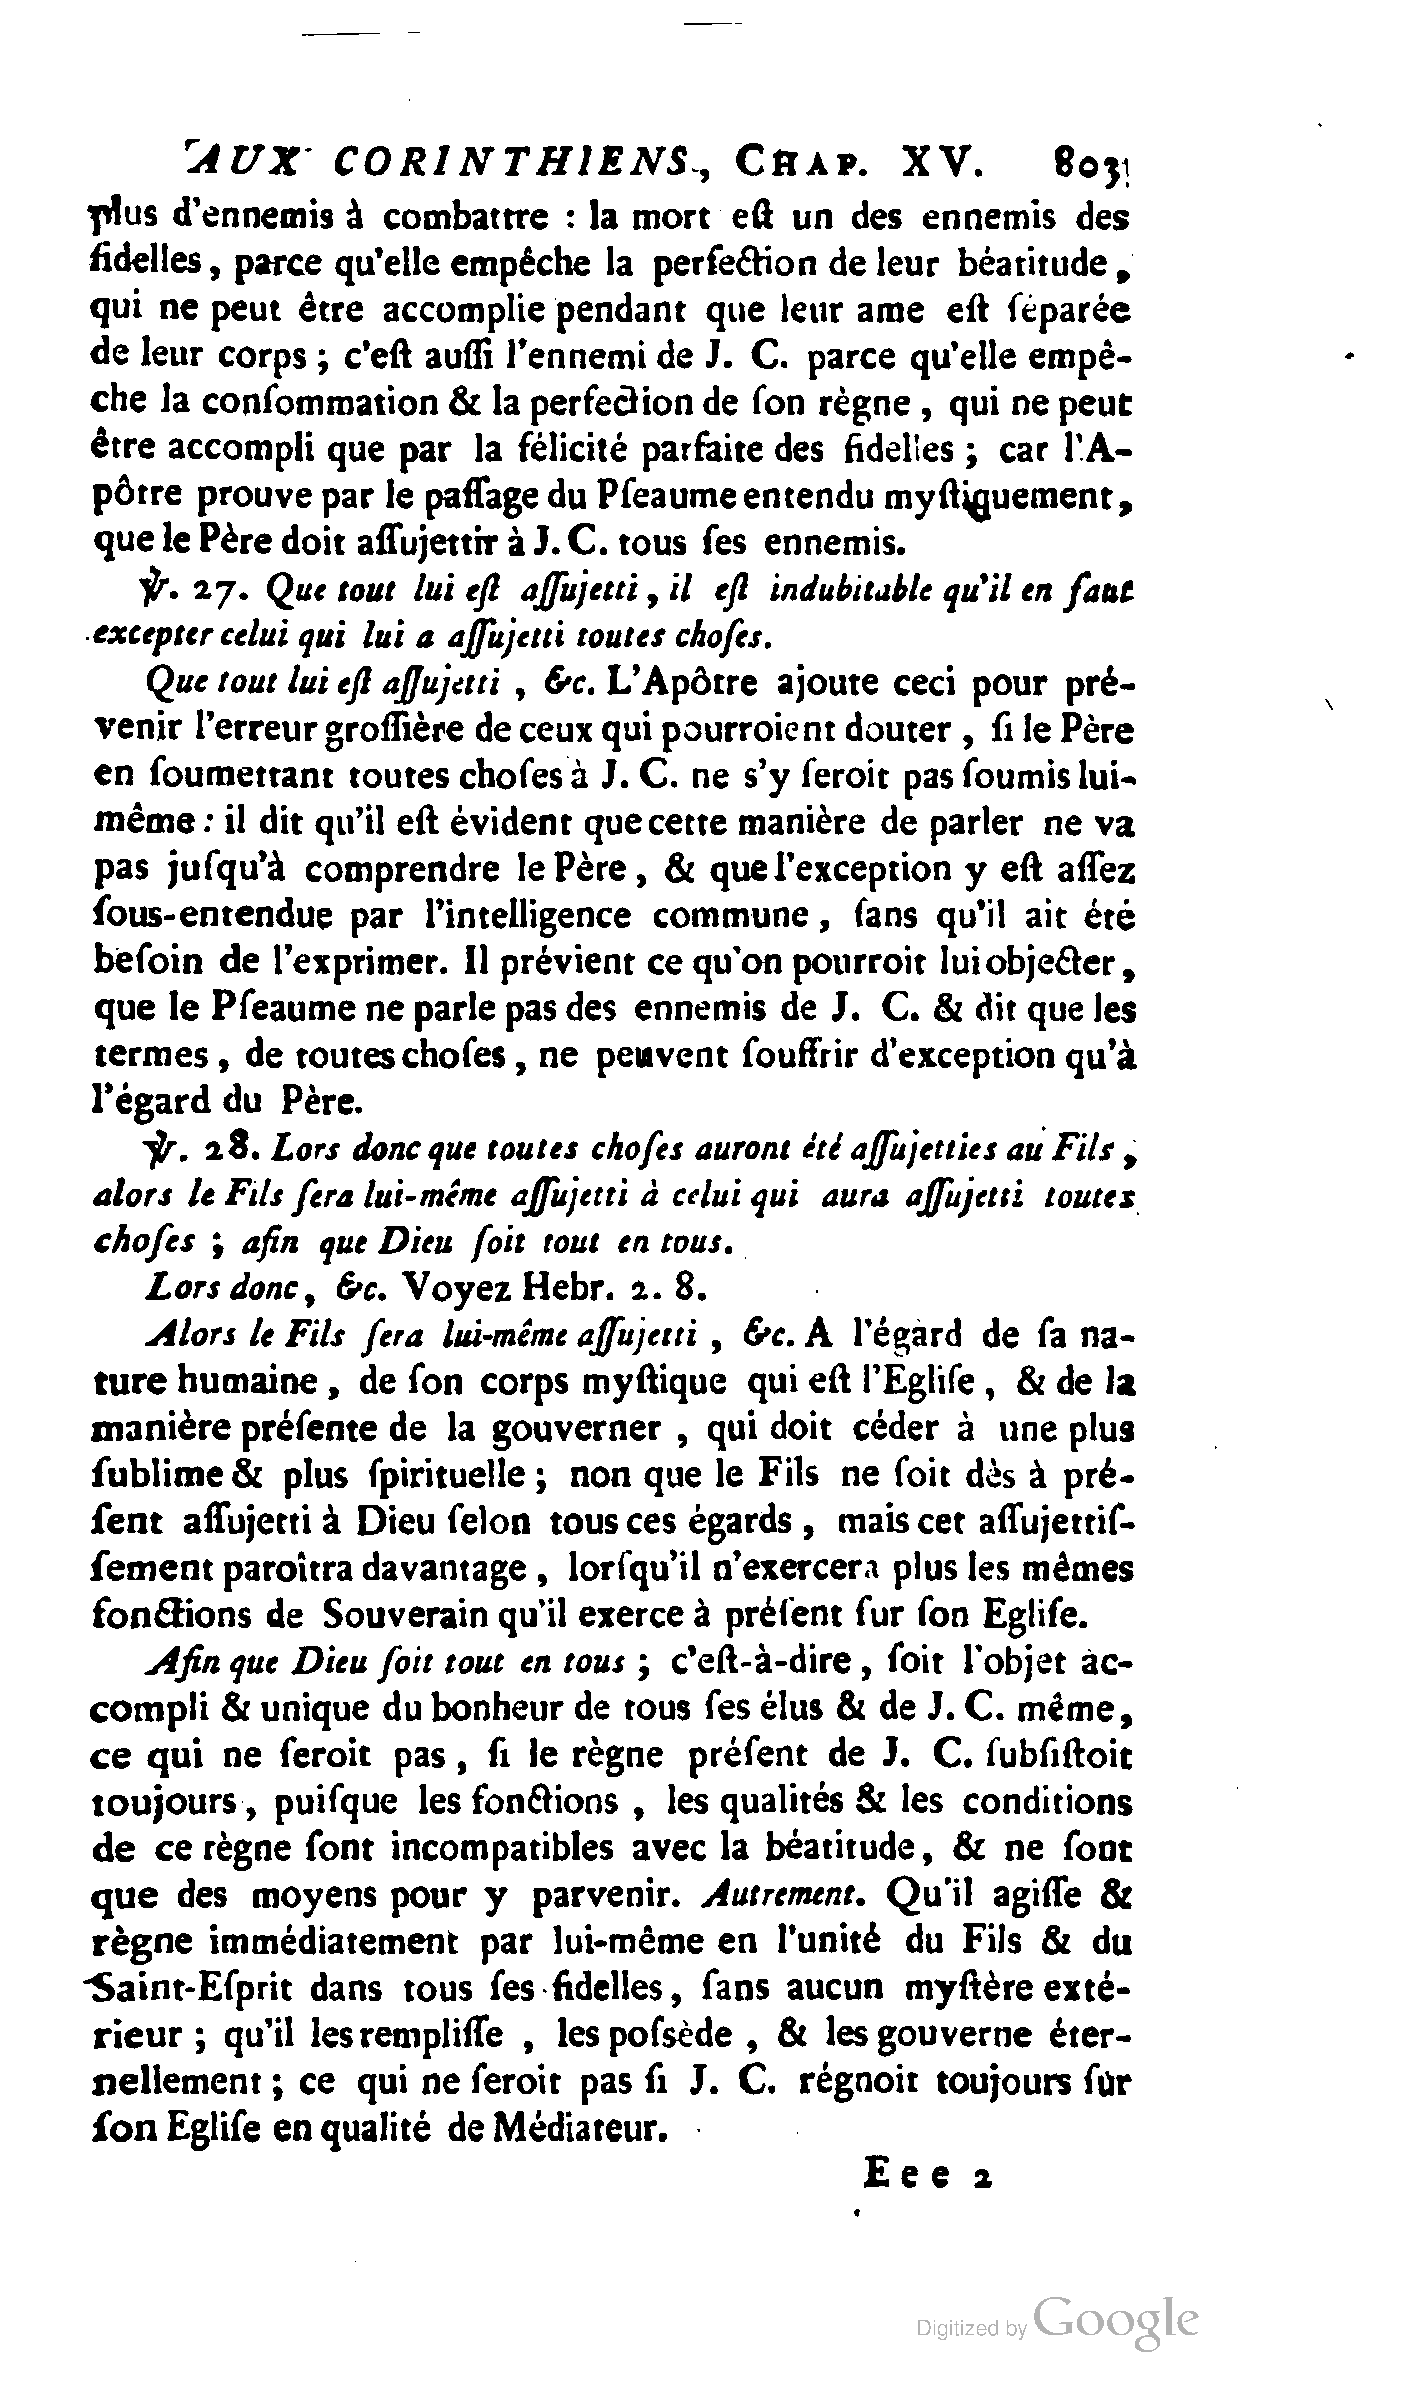 AUX CORINTHIENS, CHAP. XV. 803
plus d'ennemis à combattre : la mort eſt un des ennemis des
fidelles, parce qu'elle empêche la perfection de leur béatitude,
qui ne peut être accomplie pendant que leur ame eſt ſéparée
de leur corps ; c'eſt auſſi l'ennemi de J. C. parce qu'elle empê-
che la conſommation & la perfection de ſon règne, qui ne peut
être accompli que par la félicité parfaite des fidelles ; car l'A-
pôtre prouve par le paſſage du Pſeaume entendu myſtiquement,
que le Père doit aſſujettir à J. C. tous ſes ennemis.
℣. 27. Que tout lui eſt aſſujetti, il eſt indubitable qu'il en faut
excepter celui qui lui a aſſujetti toutes choſes.
Que tout lui eſt aſſujetti, &c. L'Apôtre ajoute ceci pour pré-
venir l'erreur groſſière de ceux qui pourroient douter, ſi le Père
en ſoumettant toutes choſes à J. C. ne s'y ſeroit pas ſoumis lui-
même : il dit qu'il eſt évident que cette manière de parler ne va
pas juſqu'à comprendre le Père, & que l'exception y eſt aſſez
ſous-entendue par l'intelligence commune, ſans qu'il ait été
beſoin de l'exprimer. Il prévient ce qu'on pourroit lui objecter,
que le Pſeaume ne parle pas des ennemis de J. C. & dit que les
termes, de toutes choſes, ne peuvent ſouffrir d'exception qu'à
l'égard du Père.
℣. 28. Lors donc que toutes choſes auront été aſſujetties au Fils,
alors le Fils ſera lui-même aſſujetti à celui qui aura aſſujetti toutes
choſes ; afin que Dieu ſoit tout en tous.
Lors donc, &c. Voyez Hebr. 2. 8.
Alors le Fils ſera lui-même aſſujetti, &c. A l'égard de ſa na-
ture humaine, de ſon corps myſtique qui eſt l'Egliſe, & de la
manière préſente de la gouverner, qui doit céder à une plus
ſublime & plus ſpirituelle ; non que le Fils ne ſoit dès à pré-
ſent aſſujetti à Dieu ſelon tous ces égards, mais cet aſſujettiſ-
ſement paroîtra davantage, lorſqu'il n'exercera plus les mêmes
fonctions de Souverain qu'il exerce à préſent ſur ſon Egliſe.
Afin que Dieu ſoit tout en tous ; c'eſt-à-dire, ſoit l'objet ac-
compli & unique du bonheur de tous ſes élus & de J. C. même,
ce qui ne ſeroit pas, ſi le règne préſent de J. C. ſubſiſtoit
toujours, puiſque les fonctions, les qualités & les conditions
de ce règne ſont incompatibles avec la béatitude, & ne ſont
que des moyens pour y parvenir. Autrement. Qu'il agiſſe &
règne immédiatement par lui-même en l'unité du Fils & du
Saint-Eſprit dans tous ſes fidelles, ſans aucun myſtère exté-
rieur ; qu'il les rempliſſe, les poſsède, & les gouverne éter-
nellement ; ce qui ne ſeroit pas ſi J. C. régnoit toujours ſur
ſon Egliſe en qualité de Médiateur.
Eee 2
Digitized by Google